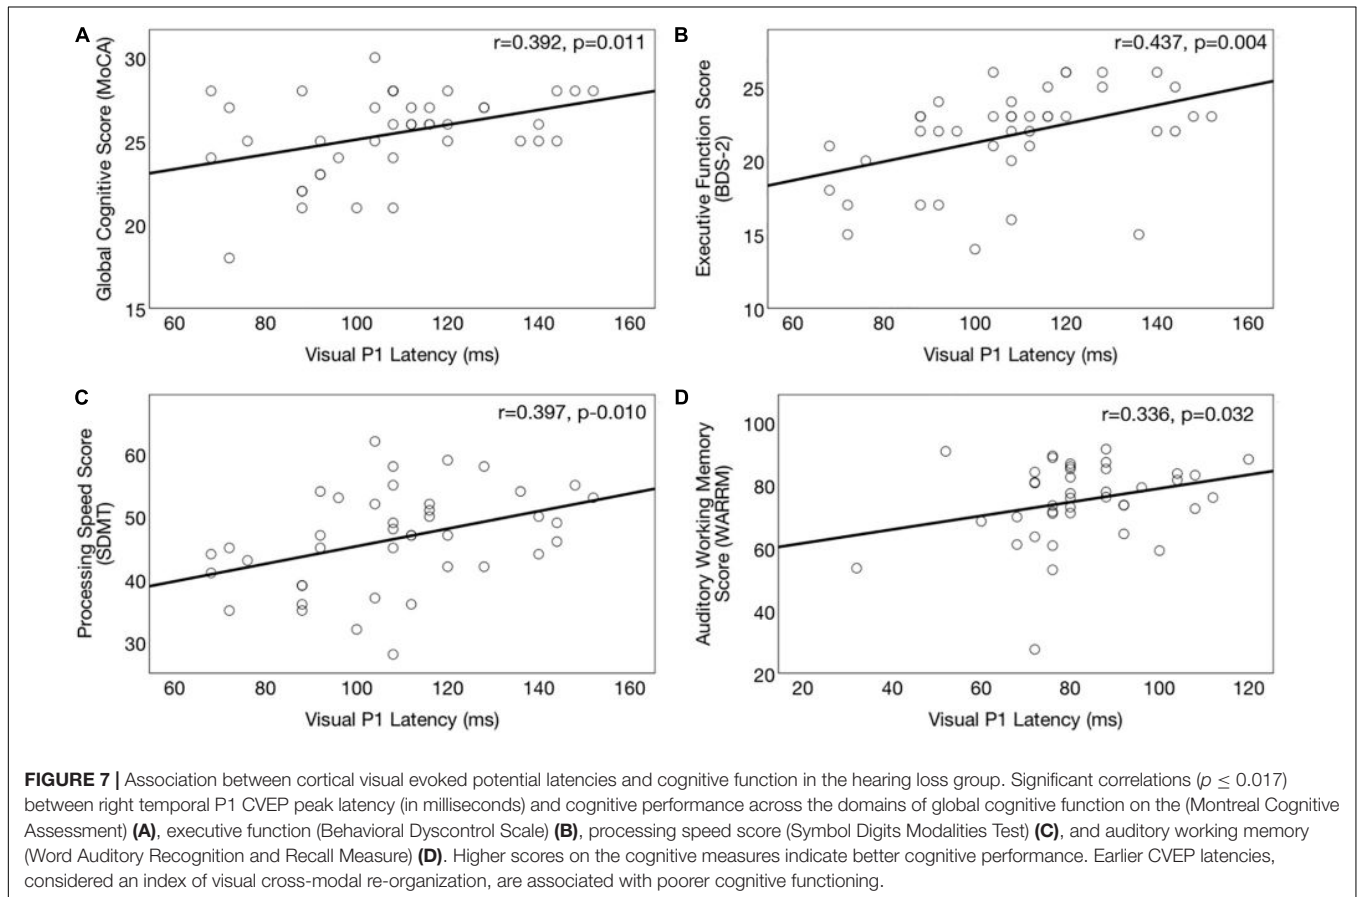 A
r=0.392, p=0.011
Global Cognitive Score (MoCA)
30
25
20
15
60 80 100 120 140 160
Visual P1 Latency (ms)
B
r=0.437, p=0.004
Executive Function Score
(BDS-2)
25
20
15
10
60 80 100 120 140 160
Visual P1 Latency (ms)
C
r=0.397, p-0.010
Processing Speed Score
(SDMT)
60
50
40
30
60 80 100 120 140 160
Visual P1 Latency (ms)
D
r=0.336, p=0.032
Auditory Working Memory
Score (WARRM)
100
80
60
40
20
20 40 60 80 100 120
Visual P1 Latency (ms)
FIGURE 7 | Association between cortical visual evoked potential latencies and cognitive function in the hearing loss group. Significant correlations (p ≤ 0.017)
between right temporal P1 CVEP peak latency (in milliseconds) and cognitive performance across the domains of global cognitive function on the (Montreal Cognitive
Assessment) (A), executive function (Behavioral Dyscontrol Scale) (B), processing speed score (Symbol Digits Modalities Test) (C), and auditory working memory
(Word Auditory Recognition and Recall Measure) (D). Higher scores on the cognitive measures indicate better cognitive performance. Earlier CVEP latencies,
considered an index of visual cross-modal re-organization, are associated with poorer cognitive functioning.